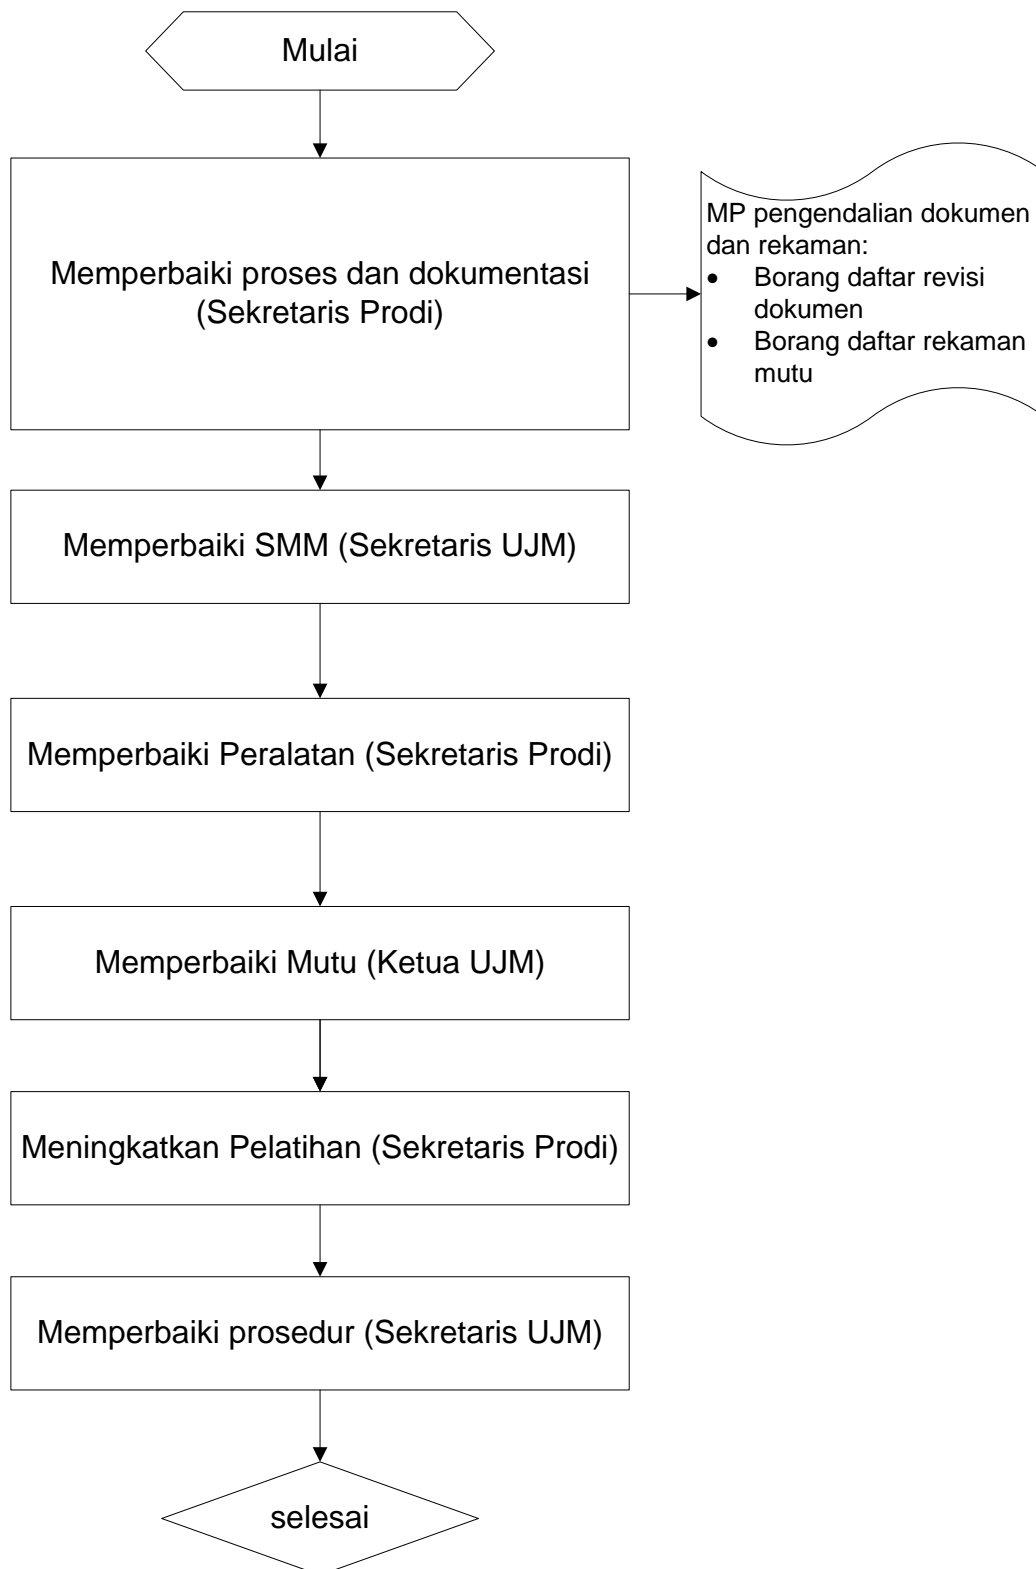 Mulai
Memperbaiki proses dan dokumentasi
(Sekretaris Prodi)
MP pengendalian dokumen
dan rekaman:
• Borang daftar revisi
dokumen
• Borang daftar rekaman
mutu
Memperbaiki SMM (Sekretaris UJM)
Memperbaiki Peralatan (Sekretaris Prodi)
Memperbaiki Mutu (Ketua UJM)
Meningkatkan Pelatihan (Sekretaris Prodi)
Memperbaiki prosedur (Sekretaris UJM)
selesai